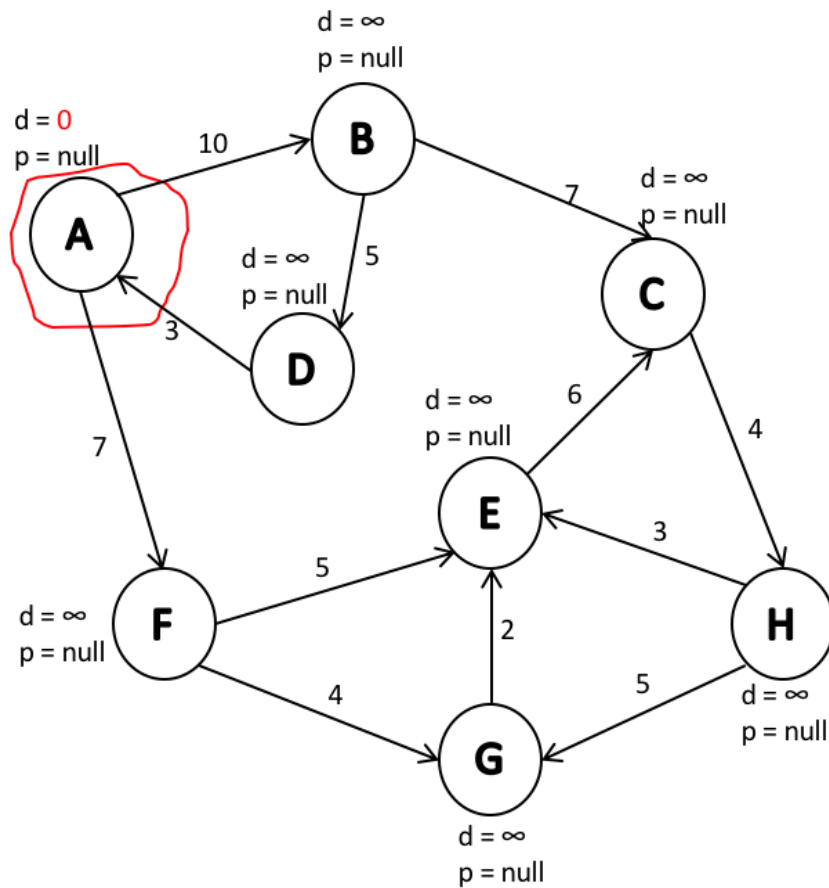 d = ∞
p = null
B
d = 0
p = null
10
A
7
d = ∞
p = null
C
5
d = ∞
p = null
D
3
d = ∞
p = null
6
4
7
E
3
5
d = ∞
p = null
F
2
H
4
5
d = ∞
p = null
G
d = ∞
p = null